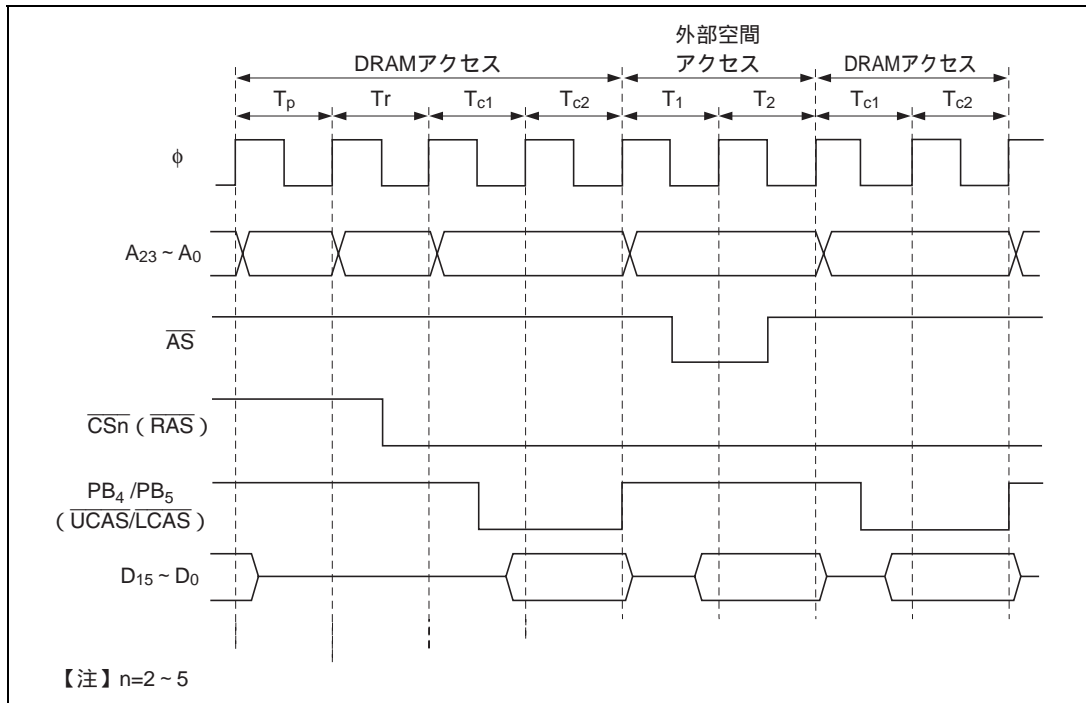 外部空間
DRAMアクセス アクセス DRAMアクセス
Tp Tr Tc1 Tc2 T1 T2 Tc1 Tc2
φ
A23 ~ A0
AS
CSn ( RAS )
PB4 /PB5
( UCAS/LCAS )
D15 ~ D0
【注】n=2 ~ 5